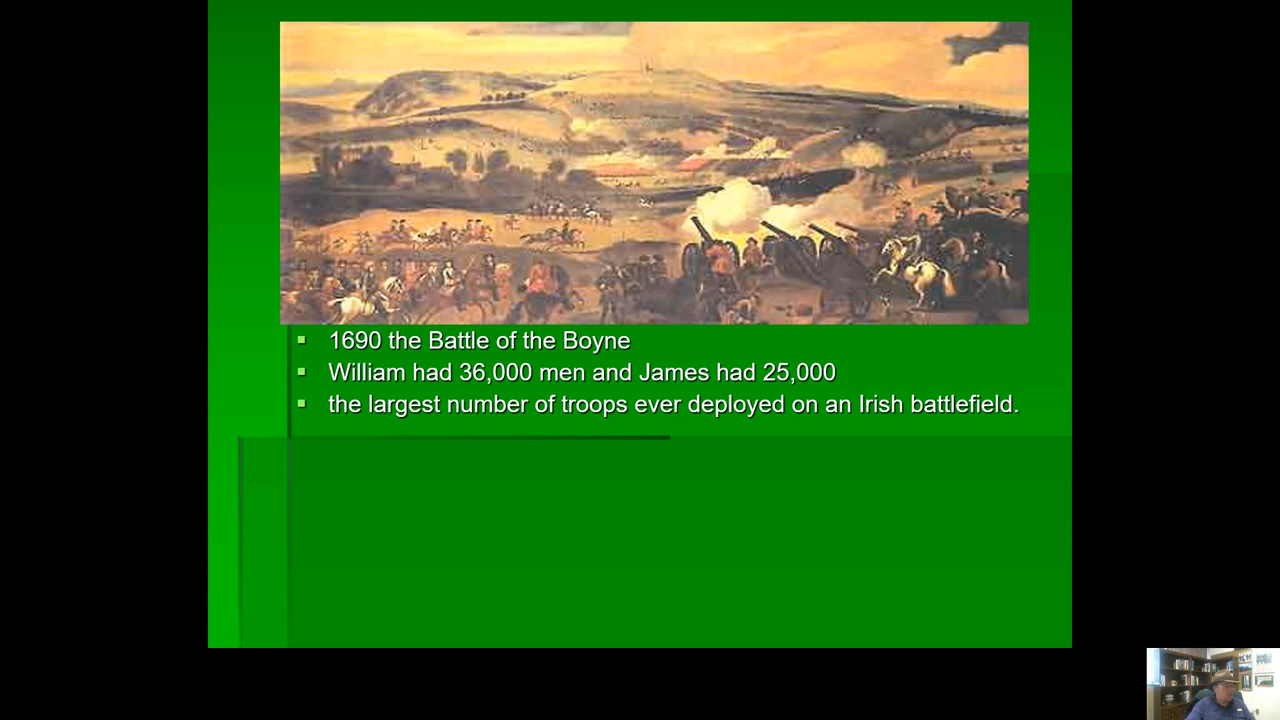 1690 the Battle of the Boyne
William had 36,000 men and James had 25,000
the largest number of troops ever deployed on an Irish battlefield.